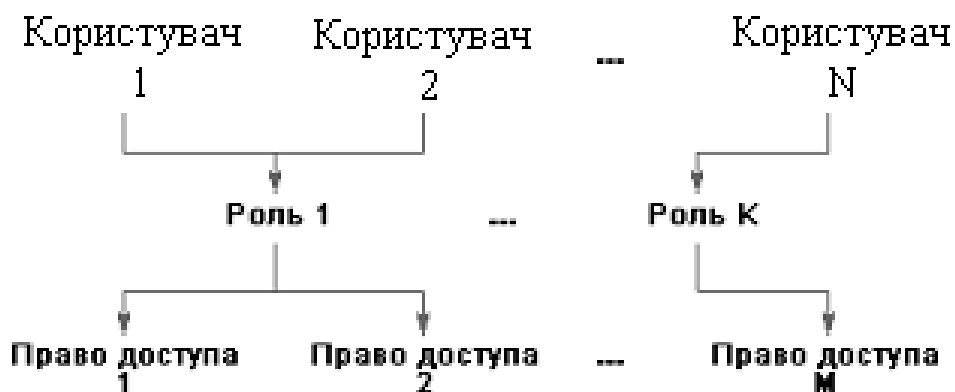 Користувач Користувач Користувач
1 2 ... N
Роль 1 ... Роль К
Право доступа Право доступа ... Право доступа
1 2 М